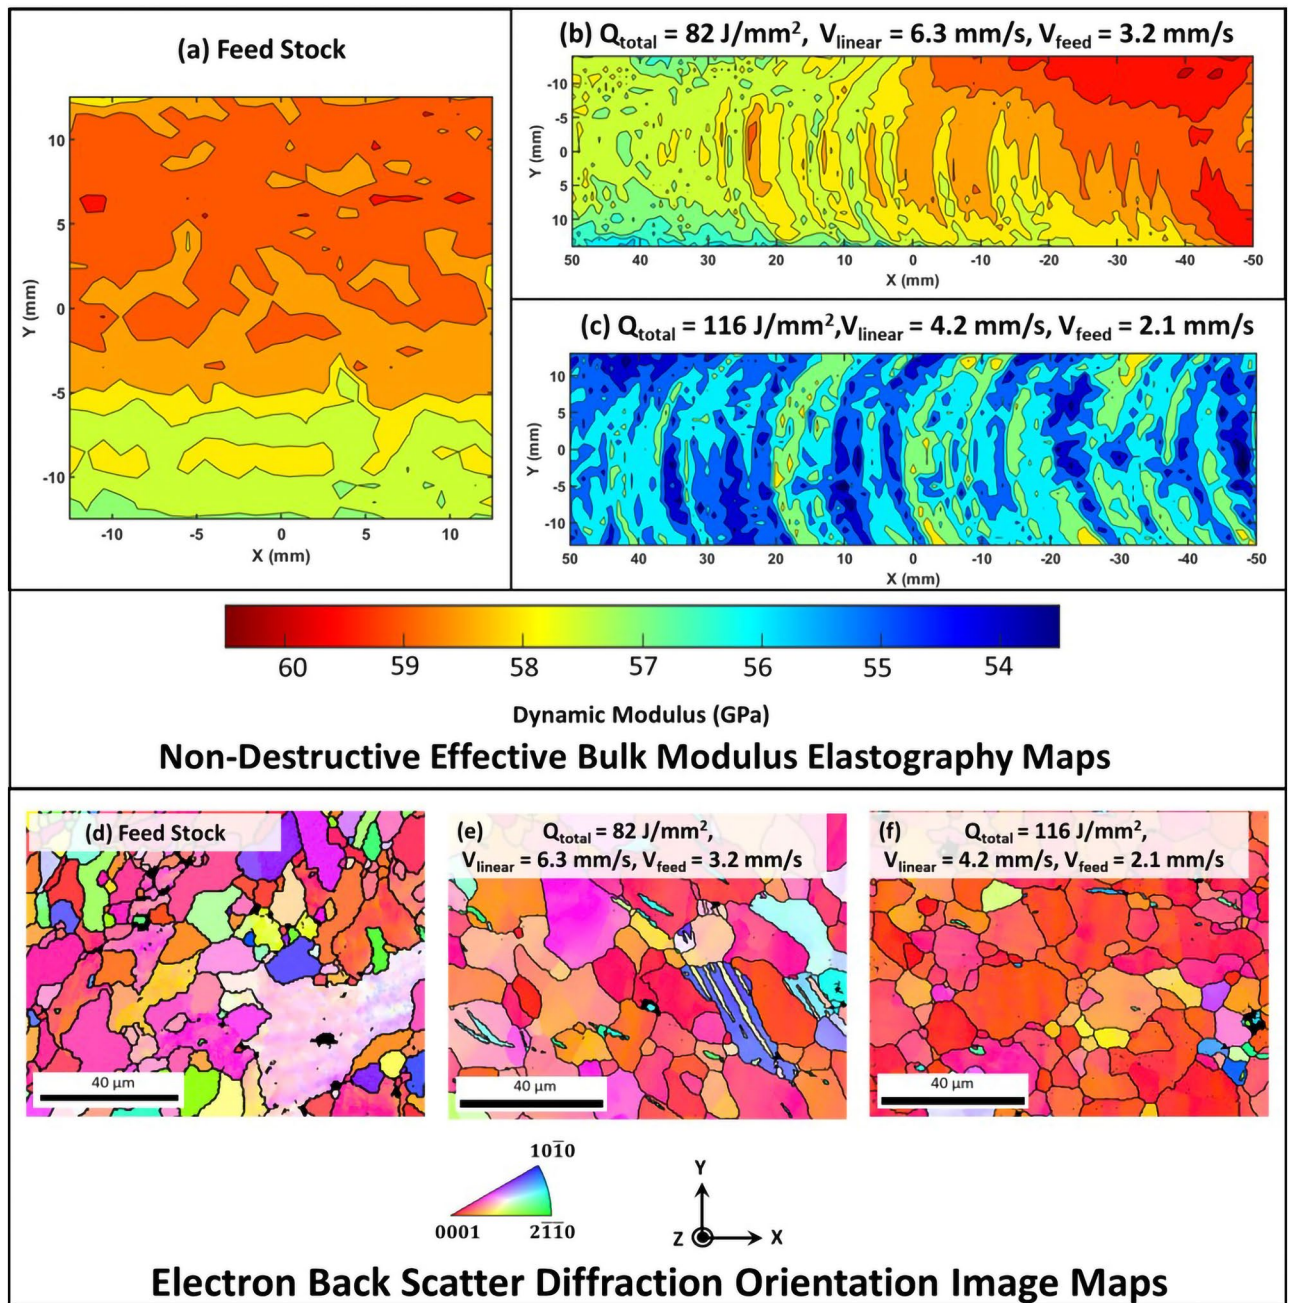 (a) Feed Stock
10
5
0
-5
-10
Y (mm)
-10
-5
0
5
10
X (mm)
(b) Q_total = 82 J/mm², V_linear = 6.3 mm/s, V_feed = 3.2 mm/s
-10
-5
0
5
10
Y (mm)
50
40
30
20
10
0
-10
-20
-30
-40
-50
X (mm)
(c) Q_total = 116 J/mm²,V_linear = 4.2 mm/s, V_feed = 2.1 mm/s
10
5
0
-5
-10
Y (mm)
50
40
30
20
10
0
-10
-20
-30
-40
-50
X (mm)
60
59
58
57
56
55
54
Dynamic Modulus (GPa)
Non-Destructive Effective Bulk Modulus Elastography Maps
(d) Feed Stock
40 µm
(e) Q_total = 82 J/mm²,
V_linear = 6.3 mm/s, V_feed = 3.2 mm/s
40 µm
(f) Q_total = 116 J/mm²,
V_linear = 4.2 mm/s, V_feed = 2.1 mm/s
40 µm
101̅0
0001
21̅1̅0
Y
Z
X
Electron Back Scatter Diffraction Orientation Image Maps